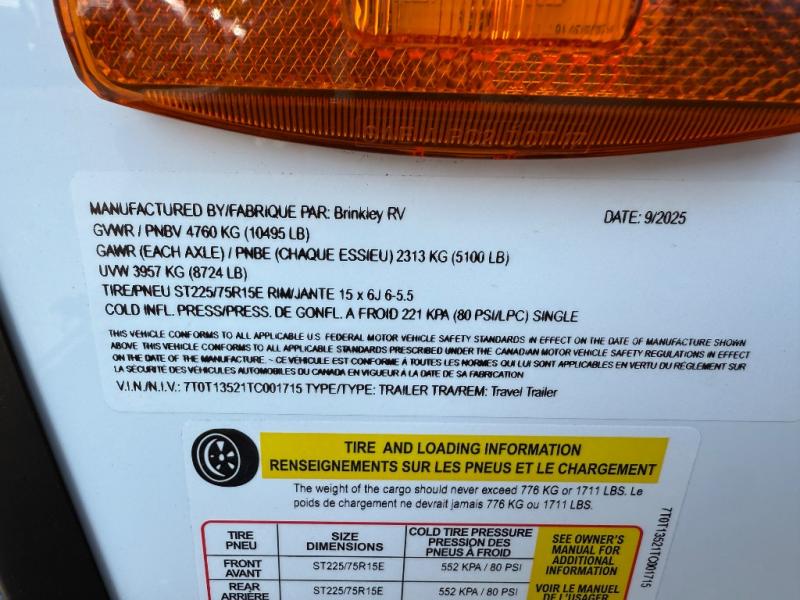 MANUFACTURED BY/FABRIQUE PAR: Brinkley RV DATE: 9/2025
GVWR / PNBV 4760 KG (10495 LB)
GAWR (EACH AXLE) / PNBE (CHAQUE ESSIEU) 2313 KG (5100 LB)
UVW 3957 KG (8724 LB)
TIRE/PNEU ST225/75R15E RIM/JANTE 15 x 6J 6-5.5
COLD INFL. PRESS/PRESS. DE GONFL. A FROID 221 KPA (80 PSI/LPC) SINGLE
THIS VEHICLE CONFORMS TO ALL APPLICABLE U.S. FEDERAL MOTOR VEHICLE SAFETY STANDARDS IN EFFECT ON THE DATE OF MANUFACTURE SHOWN
ABOVE THIS VEHICLE CONFORMS TO ALL APPLICABLE STANDARDS PRESCRIBED UNDER THE CANADIAN MOTOR VEHICLE SAFETY REGULATIONS IN EFFECT
ON THE DATE OF THE MANUFACTURE. ~ CE VEHICULE EST CONFORME À TOUTES LES NORMES QUI LUI SONT APPLICABLES EN VERTU DU RÉGLEMENT SUR
LA SÉCURITÉ DES VÉHICULES AUTOMOBILES DU CANADA EN VIGUEUR À LA DATE DE SA FABRICATION
V.I.N./N.I.V.: 7T0T13521TC001715 TYPE/TYPE: TRAILER TRA/REM: Travel Trailer
TIRE AND LOADING INFORMATION
RENSEIGNEMENTS SUR LES PNEUS ET LE CHARGEMENT
The weight of the cargo should never exceed 776 KG or 1711 LBS. Le
poids de chargement ne devrait jamais 776 KG ou 1711 LBS.
TIRE
PNEU
SIZE
DIMENSIONS
COLD TIRE PRESSURE
PRESSION DES
PNEUS À FROID
SEE OWNER'S
MANUAL FOR
ADDITIONAL
INFORMATION
FRONT
AVANT
ST225/75R15E
552 KPA / 80 PSI
REAR
ARRIÈRE
ST225/75R15E
552 KPA / 80 PSI
VOIR LE MANUEL
DE L'USAGER
7T0T13521TC001715